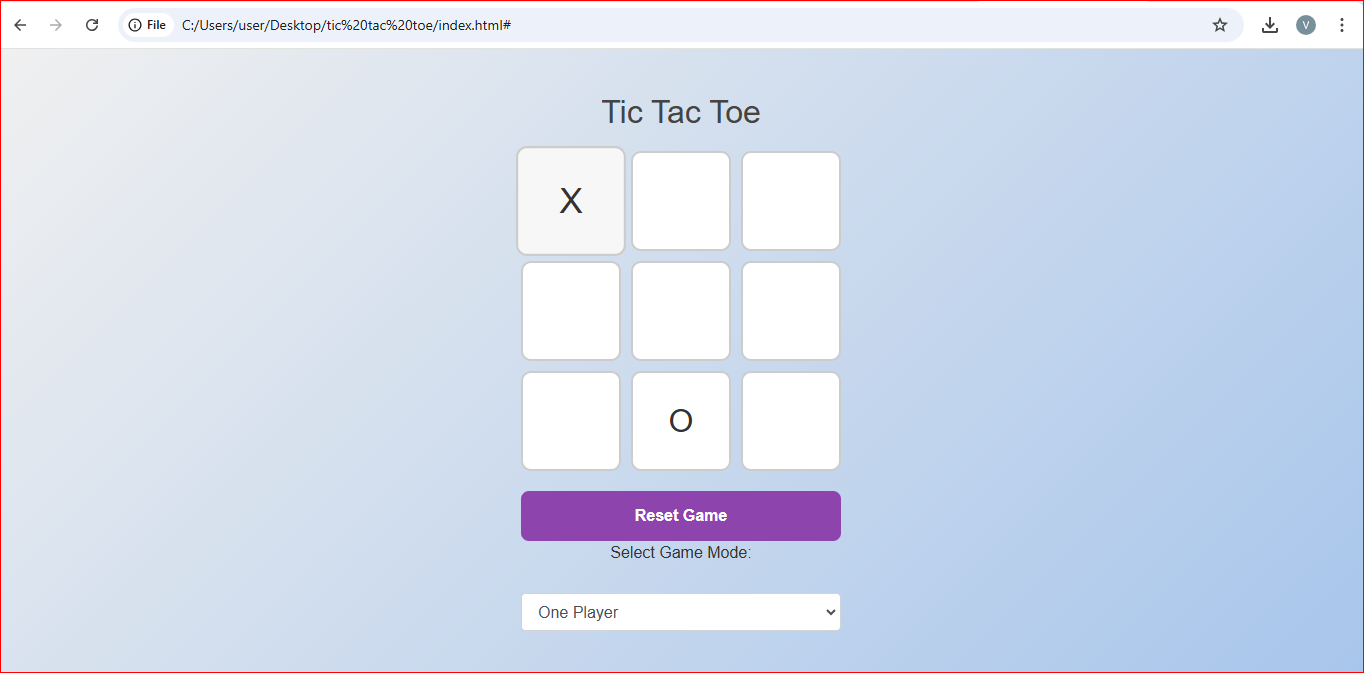 File C:/Users/user/Desktop/tic%20tac%20toe/index.html# V
Tic Tac Toe
X
O
Reset Game
Select Game Mode:
One Player